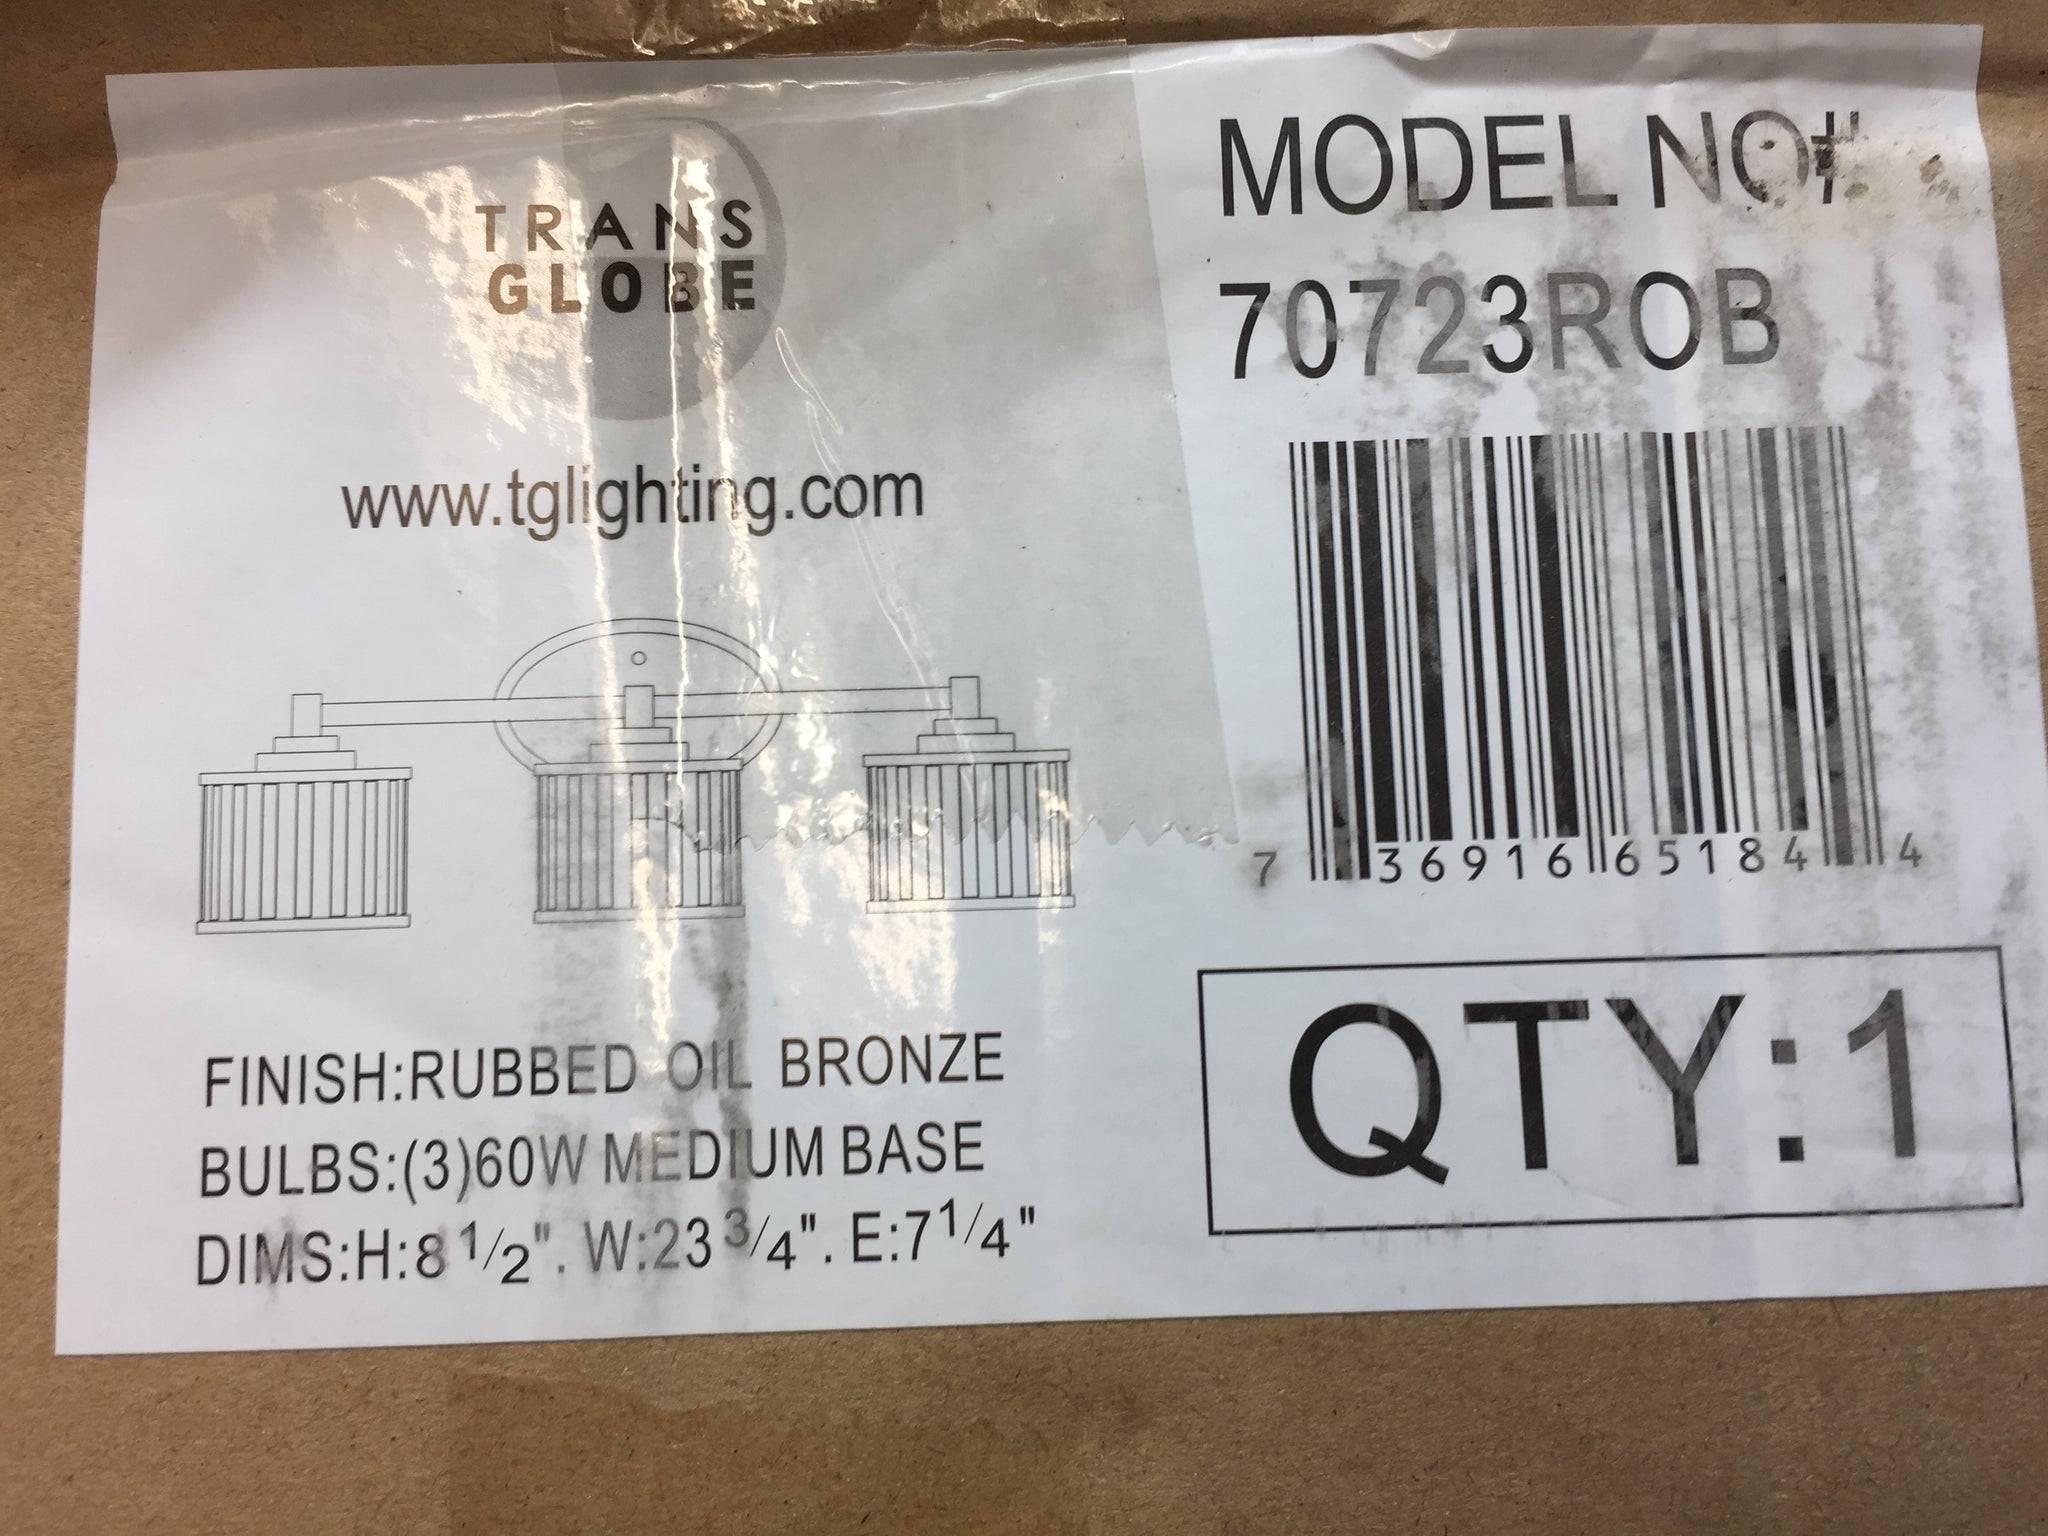 TRANS
GLOBE
www.tglighting.com
FINISH:RUBBED OIL BRONZE
BULBS:(3)60W MEDIUM BASE
DIMS:H:8 1/2". W:23 3/4". E:7 1/4"
MODEL NO#
70723ROB
7 36916 65184 4
QTY:1